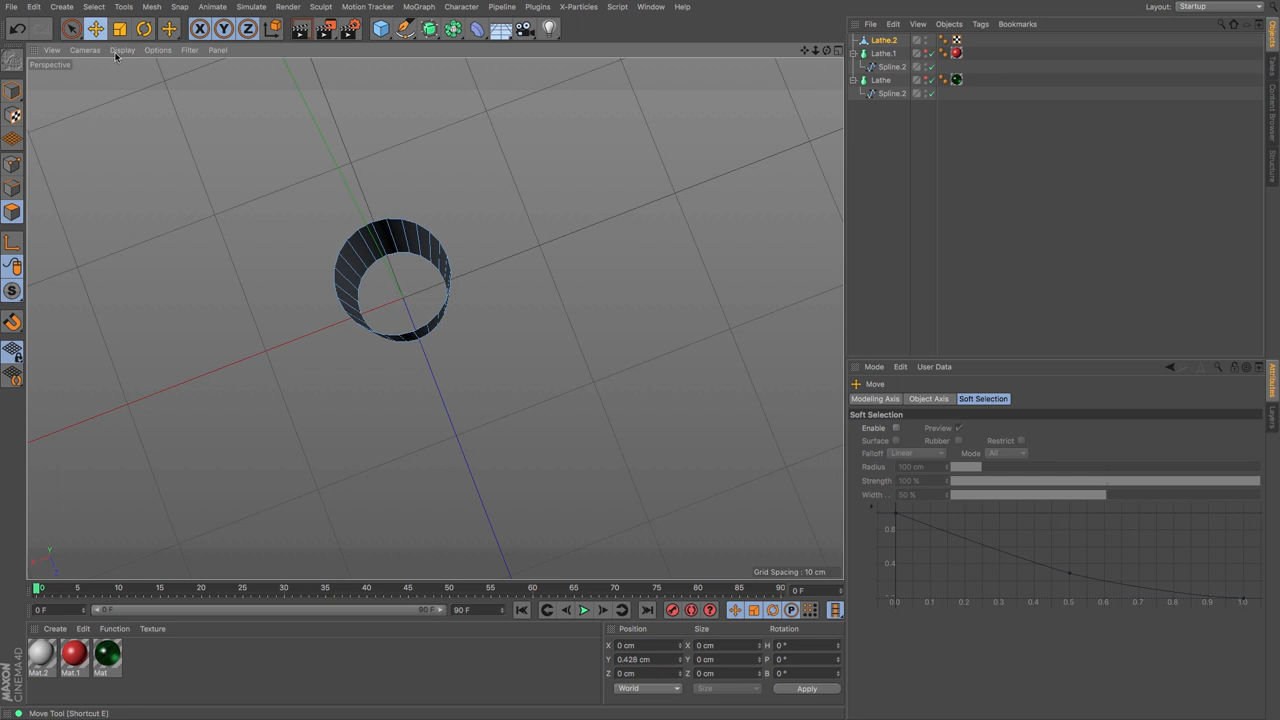 File Edit Create Select Tools Mesh Snap Animate Simulate Render Sculpt Motion Tracker MoGraph Character Pipeline Plugins X-Particles Script Window Help
Layout: Startup
File Edit View Objects Tags Bookmarks
View Cameras Display Options Filter Panel
Perspective
Lathe.2
Lathe.1
Spline.2
Lathe
Spline.2
Objects
Takes
Content Browser
Structure
Mode Edit User Data
Move
Modeling Axis Object Axis Soft Selection
Soft Selection
Enable Preview
Surface Rubber Restrict
Falloff Linear Mode All
Radius 100 cm
Strength 100 %
Width . . 50 %
0.8
0.4
0.0 0.1 0.2 0.3 0.4 0.5 0.6 0.7 0.8 0.9 1.0
Attributes
Layers
Y
X
Z
Grid Spacing : 10 cm
0 5 10 15 20 25 30 35 40 45 50 55 60 65 70 75 80 85 90 0 F
0 F 0 F 90 F 90 F
Create Edit Function Texture
Mat.2 Mat.1 Mat
Position Size Rotation
X 0 cm X 0 cm H 0 °
Y 0.428 cm Y 0 cm P 0 °
Z 0 cm Z 0 cm B 0 °
World Size Apply
MAXON CINEMA 4D
Move Tool [Shortcut E]